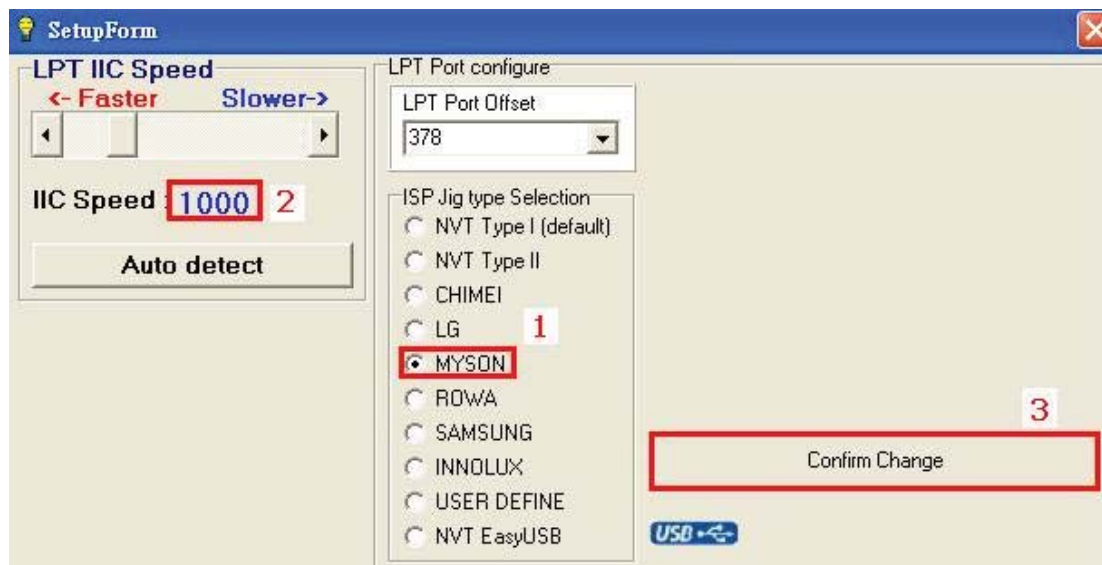 SetupForm
LPT IIC Speed
<- Faster Slower->
IIC Speed : 1000 2
Auto detect
LPT Port configure
LPT Port Offset
378
ISP Jig type Selection
NVT Type I (default)
NVT Type II
CHIMEI
LG 1
MYSON
ROWA
SAMSUNG
INNOLUX
USER DEFINE
NVT EasyUSB
3
Confirm Change
USB